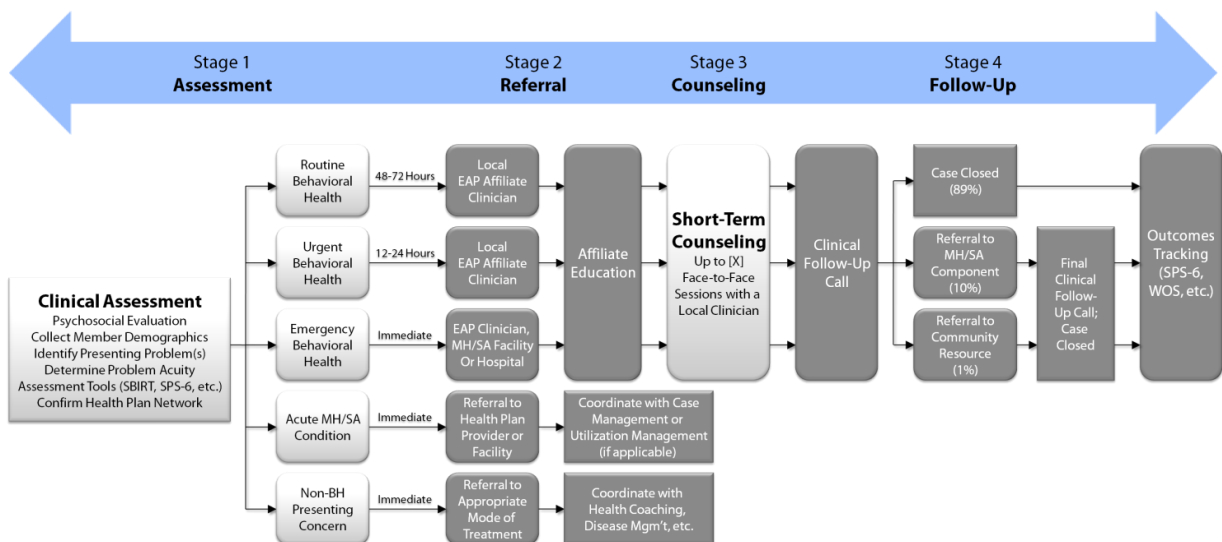 Stage 1
Assessment
Stage 2
Referral
Stage 3
Counseling
Stage 4
Follow-Up
Clinical Assessment
Psychosocial Evaluation
Collect Member Demographics
Identify Presenting Problem(s)
Determine Problem Acuity
Assessment Tools (SBIRT, SPS-6, etc.)
Confirm Health Plan Network
Routine
Behavioral
Health
48-72 Hours
Local
EAP Affiliate
Clinician
Urgent
Behavioral
Health
12-24 Hours
Local
EAP Affiliate
Clinician
Emergency
Behavioral
Health
Immediate
EAP Clinician,
MH/SA Facility
Or Hospital
Acute MH/SA
Condition
Immediate
Referral to
Health Plan
Provider or
Facility
Coordinate with Case
Management or
Utilization Management
(if applicable)
Non-BH
Presenting
Concern
Immediate
Referral to
Appropriate
Mode of
Treatment
Coordinate with
Health Coaching,
Disease Mgm't, etc.
Affiliate
Education
Short-Term
Counseling
Up to [X]
Face-to-Face
Sessions with a
Local Clinician
Clinical
Follow-Up
Call
Case Closed
(89%)
Referral to
MH/SA
Component
(10%)
Referral to
Community
Resource
(1%)
Final
Clinical
Follow-
Up Call;
Case
Closed
Outcomes
Tracking
(SPS-6,
WOS, etc.)